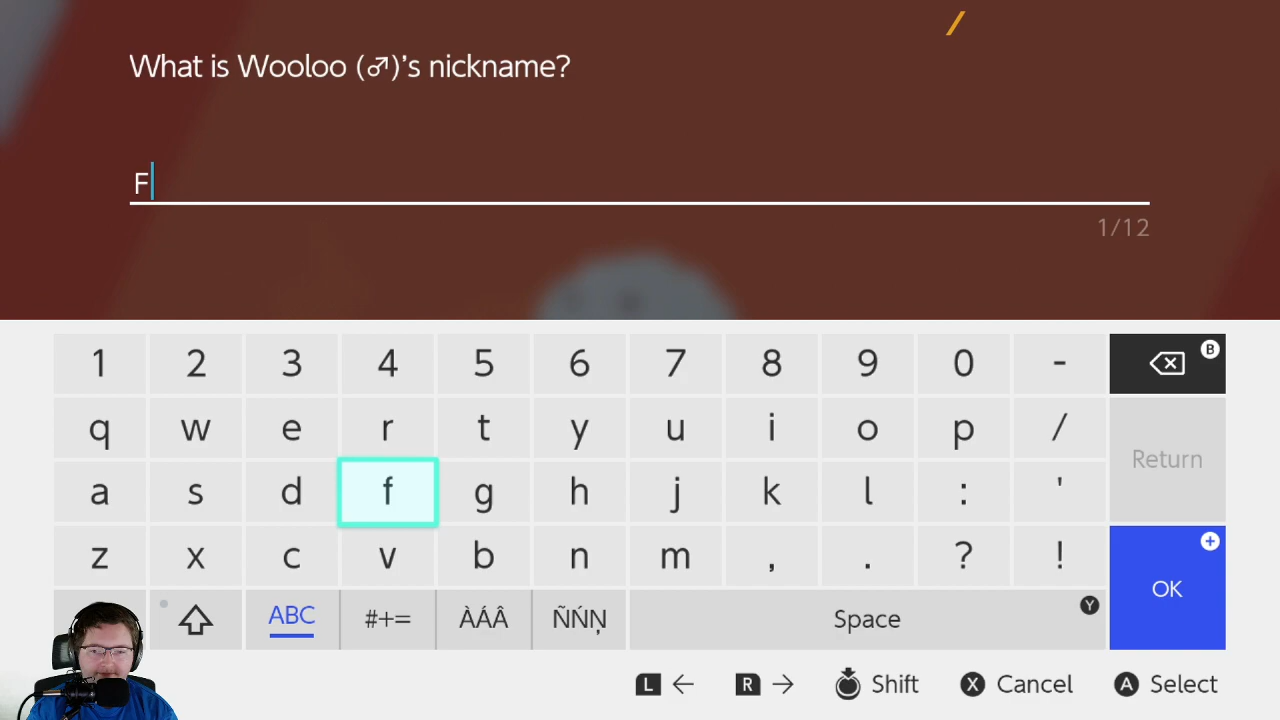 What is Wooloo (♂)'s nickname?
F
1/12
1 2 3 4 5 6 7 8 9 0 - B
q w e r t y u i o p / Return
a s d f g h j k l : '
z x c v b n m , . ? ! + OK
ABC #+= ÀÁÂ ÑŃŅ Space Y
L ← R → Shift X Cancel A Select